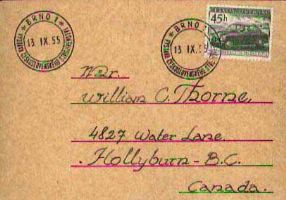 BRNO 1
13. IX. 55
BRNO 1
13. IX. 55
45h
Mr.
William C. Thorne,
4827 Water Lane,
Hollyburn - B.C.
Canada.